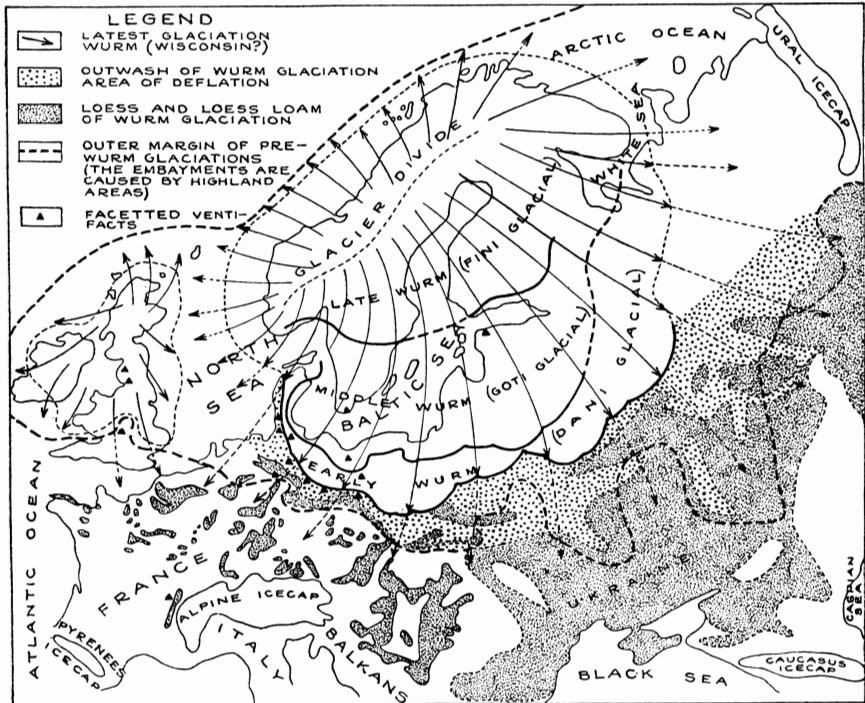 LEGEND
LATEST GLACIATION
WURM (WISCONSIN?)
OUTWASH OF WURM GLACIATION
AREA OF DEFLATION
LOESS AND LOESS LOAM
OF WURM GLACIATION
OUTER MARGIN OF PRE-
WURM GLACIATIONS
(THE EMBAYMENTS ARE
CAUSED BY HIGHLAND
AREAS)
FACETTED VENTI-
FACTS
ARCTIC OCEAN
URAL ICECAP
WHITE SEA
GLACIER DIVIDE
LATE WURM (FINI GLACIAL)
NORTH
SEA
BALTIC SEA
MIDDLE WURM (GOTI GLACIAL)
EARLY WURM (DANI GLACIAL)
ATLANTIC OCEAN
FRANCE
UKRAINE
ALPINE ICECAP
PYRENEES
ICECAP
ITALY
BALKANS
BLACK SEA
CASPIAN
SEA
CAUCASUS
ICECAP